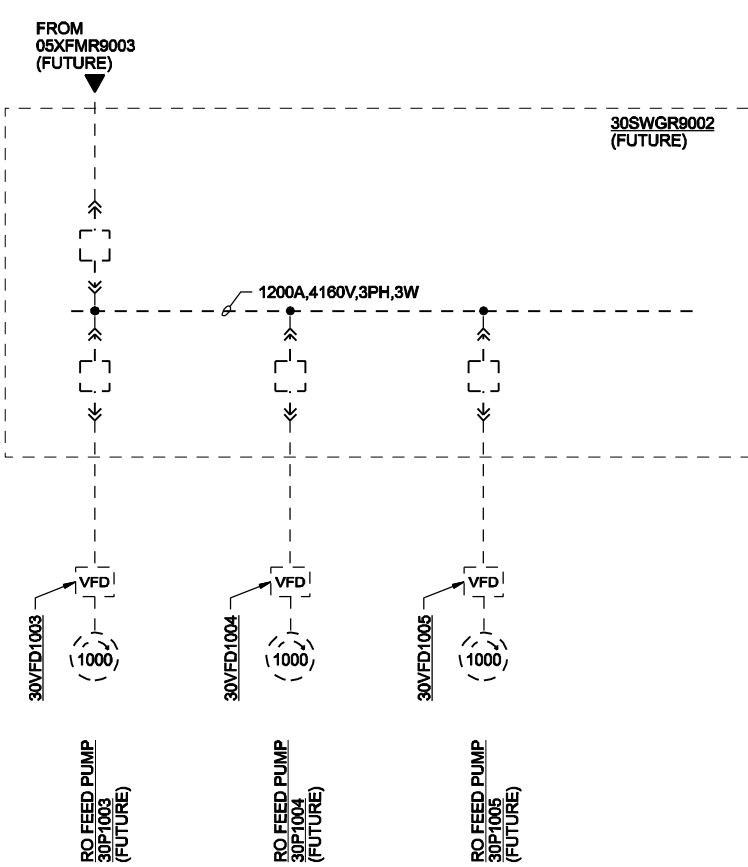 FROM
05XFMR9003
(FUTURE)
30SWGR9002
(FUTURE)
1200A,4160V,3PH,3W
VFD
VFD
VFD
30VFD1003
1000
30VFD1004
1000
30VFD1005
1000
RO FEED PUMP
30P1003
(FUTURE)
RO FEED PUMP
30P1004
(FUTURE)
RO FEED PUMP
30P1005
(FUTURE)